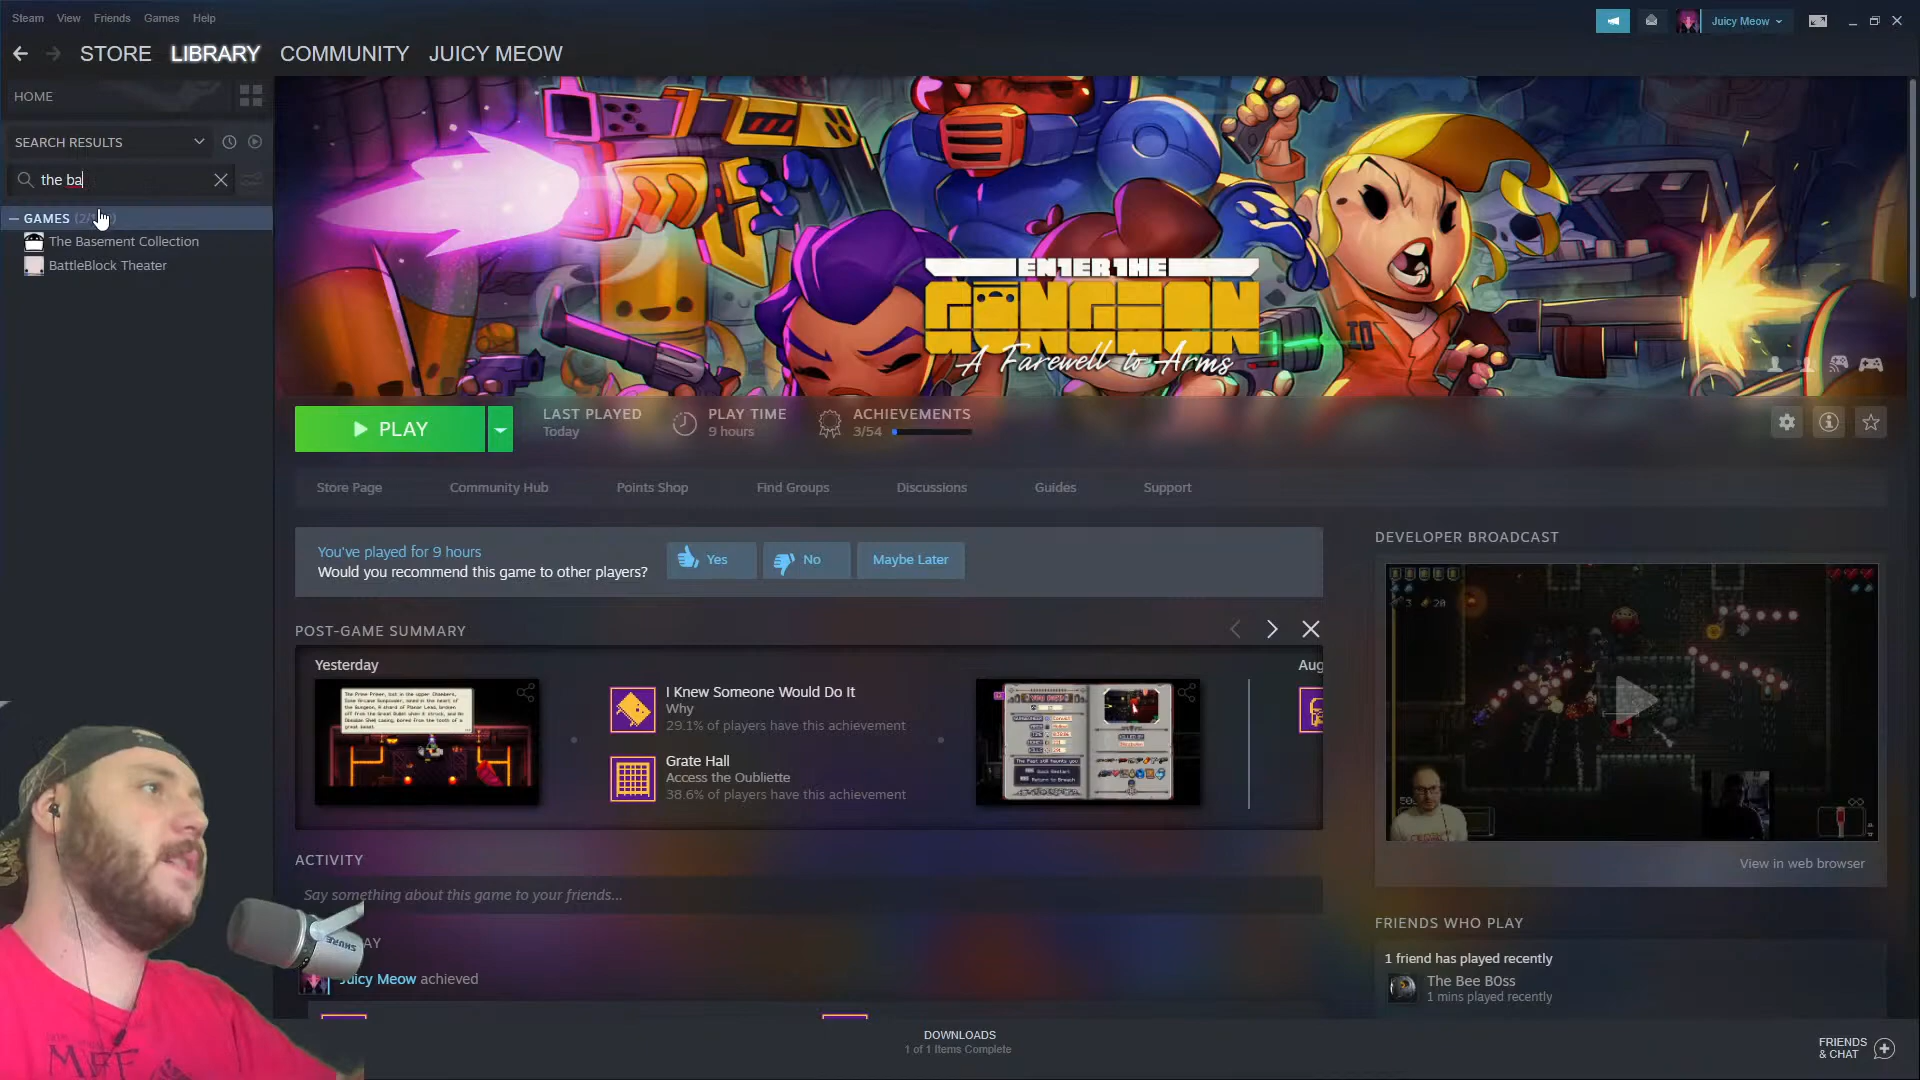 Steam View Friends Games Help
Juicy Meow
STORE LIBRARY COMMUNITY JUICY MEOW
HOME
SEARCH RESULTS
the ba
GAMES
The Basement Collection
BattleBlock Theater
ENTER THE
GUNGEON
A Farewell to Arms
PLAY
LAST PLAYED
Today
PLAY TIME
9 hours
ACHIEVEMENTS
3/54
Store Page Community Hub Points Shop Find Groups Discussions Guides Support
You've played for 9 hours
Would you recommend this game to other players?
Yes No Maybe Later
DEVELOPER BROADCAST
POST-GAME SUMMARY
Yesterday
Aug
I Knew Someone Would Do It
Why
29.1% of players have this achievement
Grate Hall
Access the Oubliette
38.6% of players have this achievement
View in web browser
ACTIVITY
Say something about this game to your friends...
FRIENDS WHO PLAY
1 friend has played recently
The Bee B0ss
1 mins played recently
AY
Juicy Meow achieved
SHURE
DOWNLOADS
1 of 1 Items Complete
FRIENDS
& CHAT